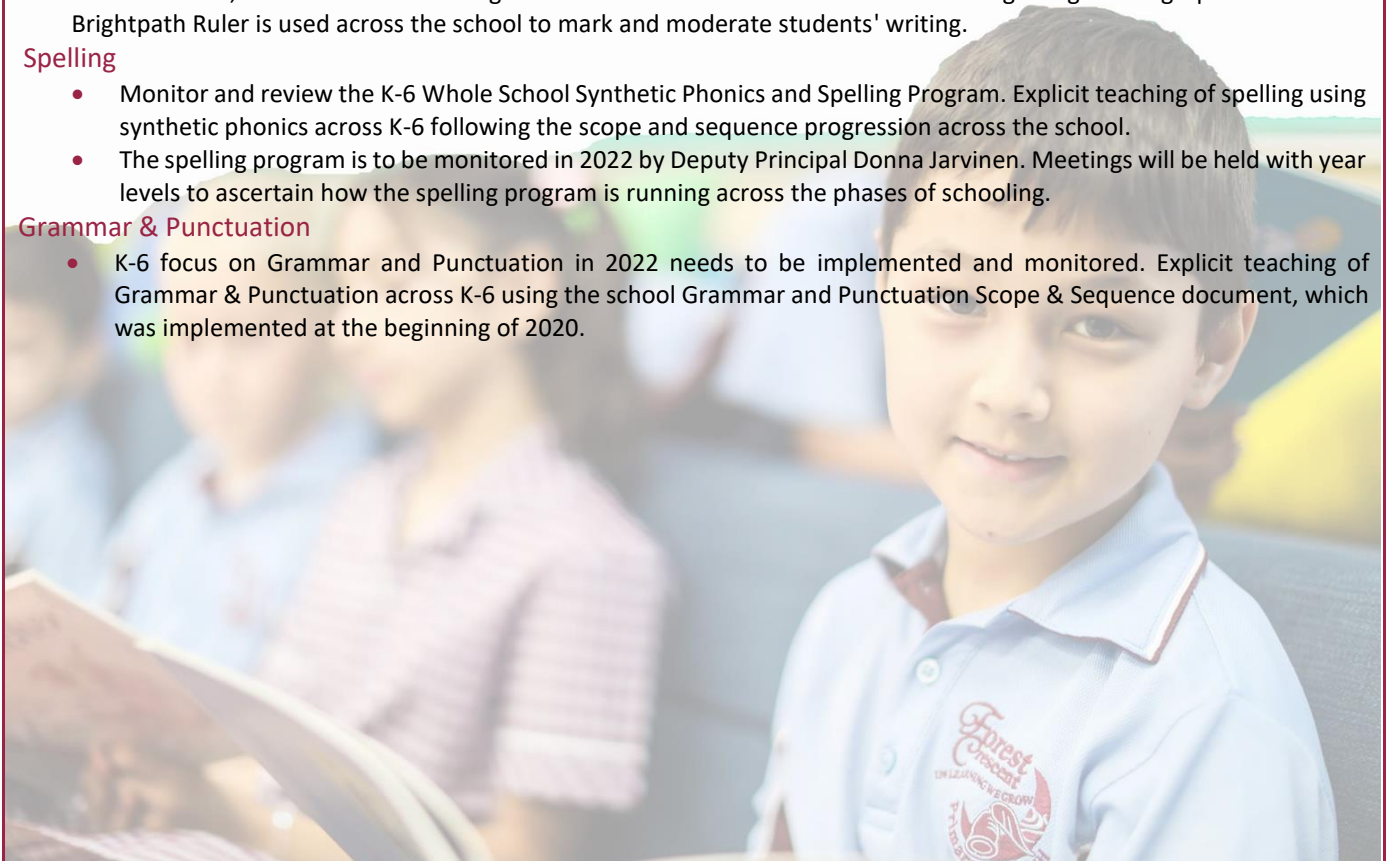 Brightpath Ruler is used across the school to mark and moderate students' writing.
Spelling
• Monitor and review the K-6 Whole School Synthetic Phonics and Spelling Program. Explicit teaching of spelling using
synthetic phonics across K-6 following the scope and sequence progression across the school.
• The spelling program is to be monitored in 2022 by Deputy Principal Donna Jarvinen. Meetings will be held with year
levels to ascertain how the spelling program is running across the phases of schooling.
Grammar & Punctuation
• K-6 focus on Grammar and Punctuation in 2022 needs to be implemented and monitored. Explicit teaching of
Grammar & Punctuation across K-6 using the school Grammar and Punctuation Scope & Sequence document, which
was implemented at the beginning of 2020.
Forest
Crescent
IN LEARNING WE GROW